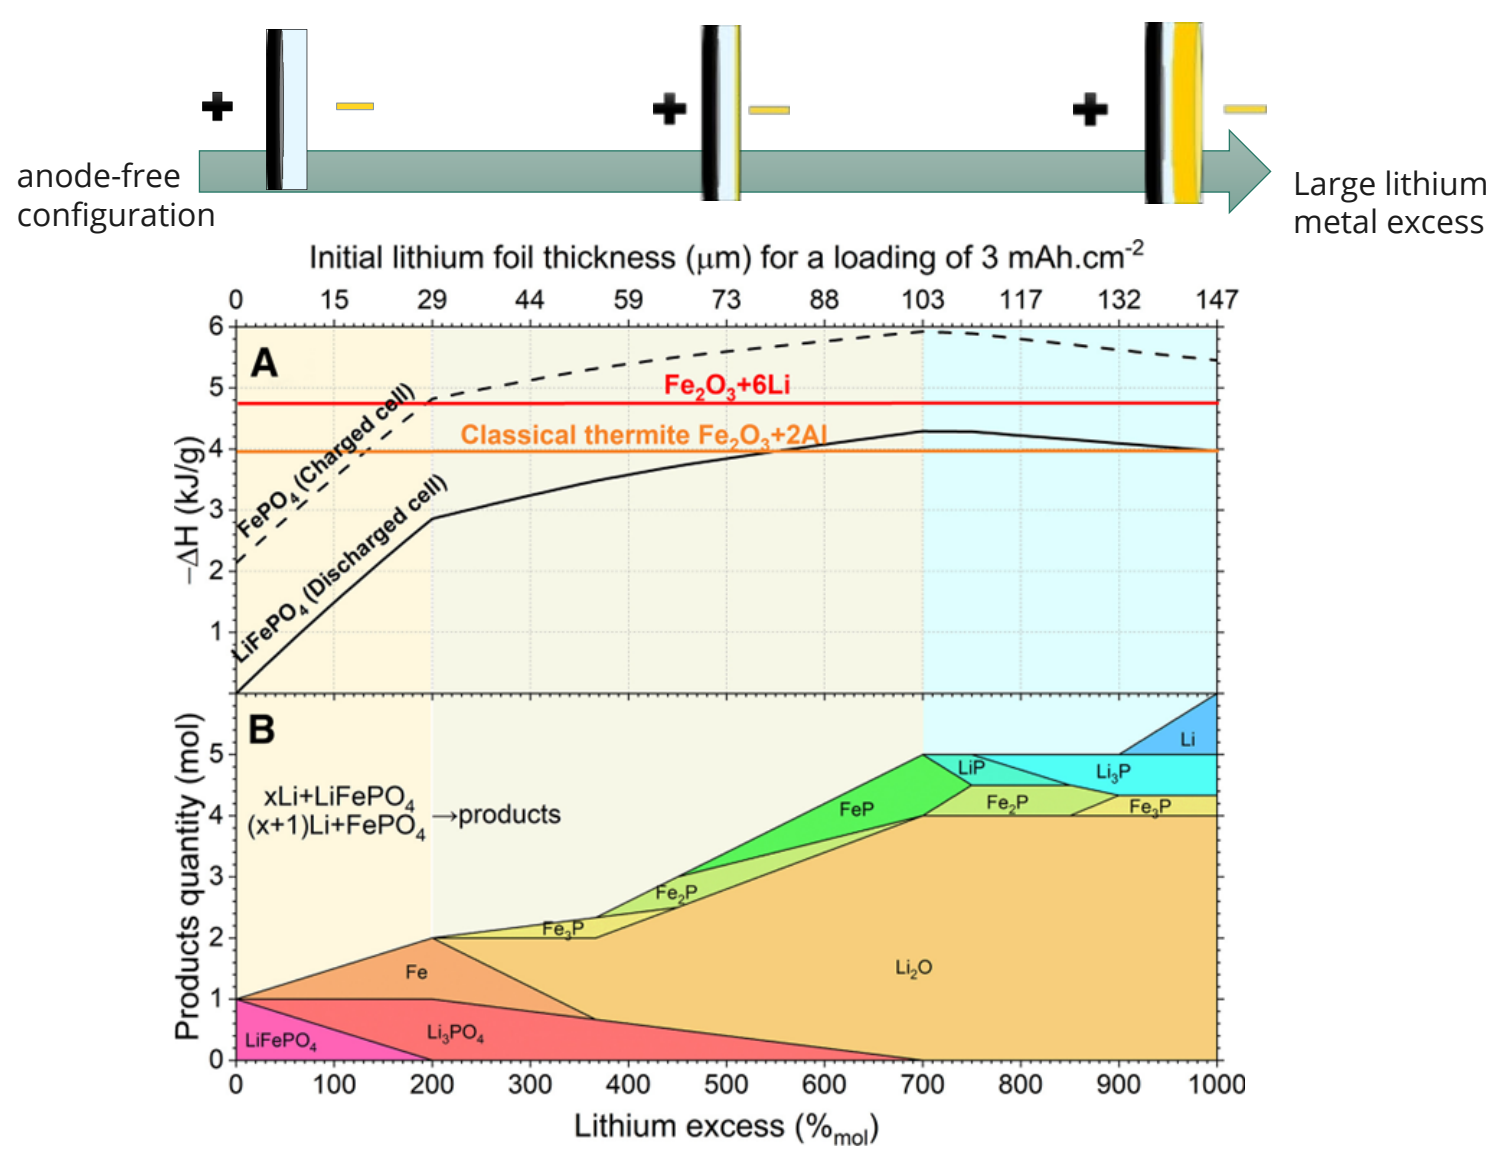 anode-free
configuration
Large lithium
metal excess
Initial lithium foil thickness (μm) for a loading of 3 mAh.cm⁻²
0 15 29 44 59 73 88 103 117 132 147
A
6
5
4
3
2
1
−ΔH (kJ/g)
FePO₄ (Charged cell)
LiFePO₄ (Discharged cell)
Fe₂O₃+6Li
Classical thermite Fe₂O₃+2Al
B
5
4
3
2
1
0
Products quantity (mol)
xLi+LiFePO₄
(x+1)Li+FePO₄
→products
Li
LiP
Li₃P
FeP
Fe₂P
Fe₃P
Fe₂P
Fe₃P
Fe
Li₂O
Li₃PO₄
LiFePO₄
0 100 200 300 400 500 600 700 800 900 1000
Lithium excess (%mol)